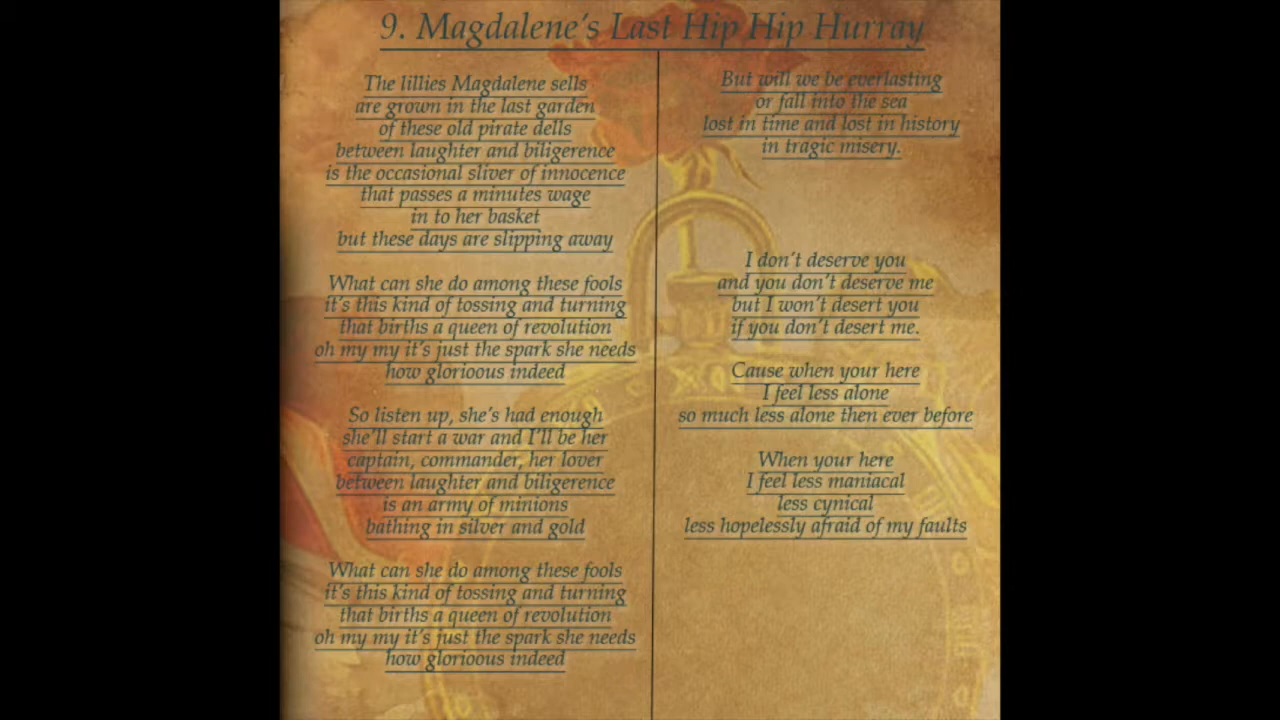 9. Magdalene's Last Hip Hip Hurray
The lillies Magdalene sells
are grown in the last garden
of these old pirate dells
between laughter and biligerence
is the occasional sliver of innocence
that passes a minutes wage
in to her basket
but these days are slipping away
What can she do among these fools
it's this kind of tossing and turning
that births a queen of revolution
oh my my it's just the spark she needs
how glorioous indeed
So listen up, she's had enough
she'll start a war and I'll be her
captain, commander, her lover
between laughter and biligerence
is an army of minions
bathing in silver and gold
What can she do among these fools
it's this kind of tossing and turning
that births a queen of revolution
oh my my it's just the spark she needs
how glorioous indeed
But will we be everlasting
or fall into the sea
lost in time and lost in history
in tragic misery.
I don't deserve you
and you don't deserve me
but I won't desert you
if you don't desert me.
Cause when your here
I feel less alone
so much less alone then ever before
When your here
I feel less maniacal
less cynical
less hopelessly afraid of my faults